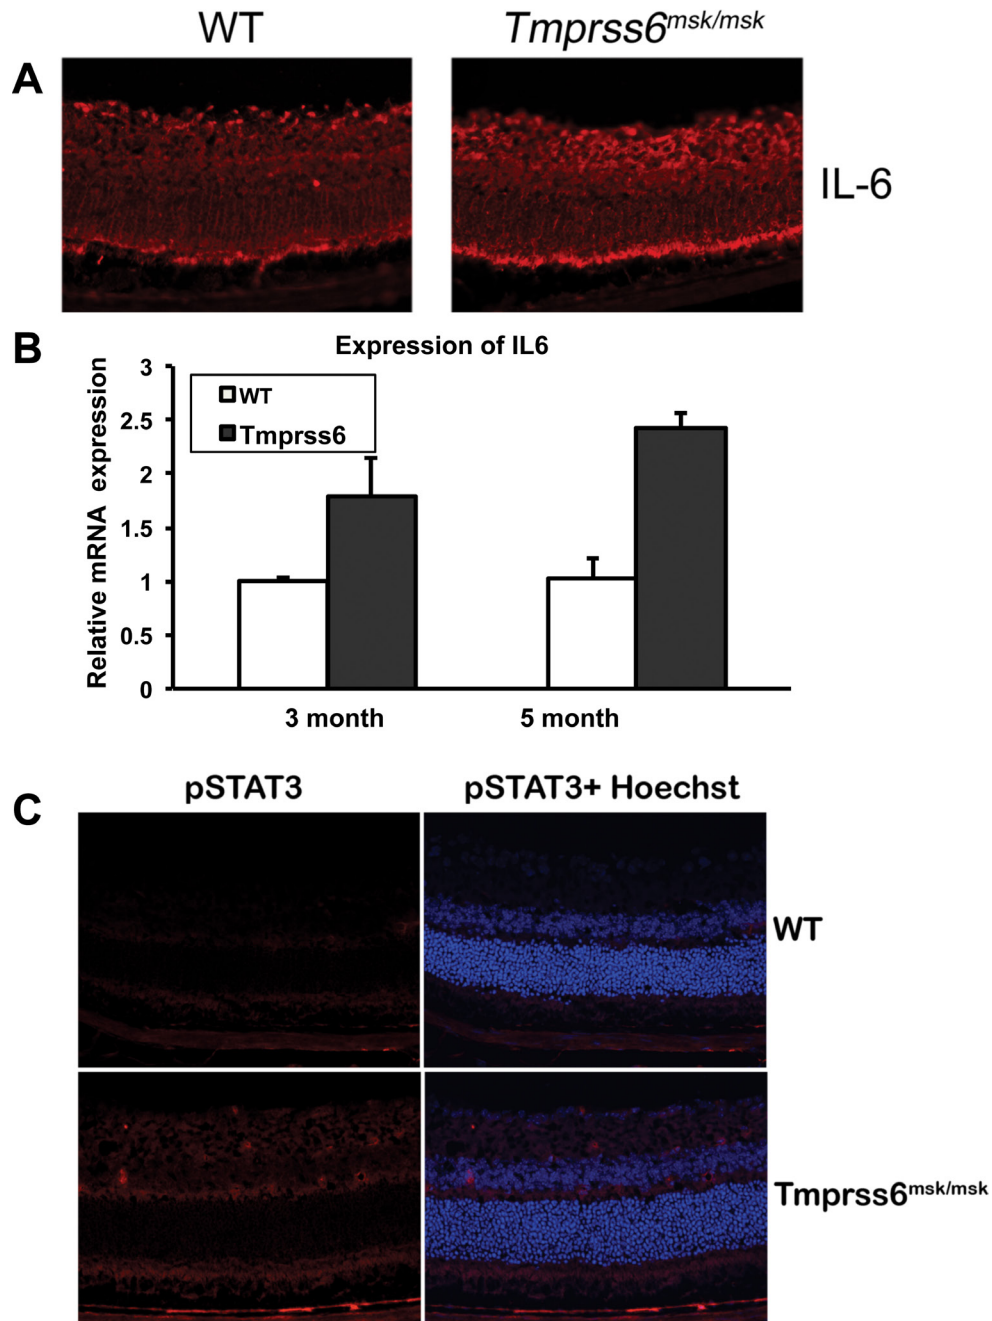 WT Tmprss6msk/msk
A
IL-6
B
Expression of IL6
Relative mRNA expression
3
2.5
2
1.5
1
0.5
0
WT
Tmprss6
3 month 5 month
C
pSTAT3 pSTAT3+ Hoechst
WT
Tmprss6msk/msk